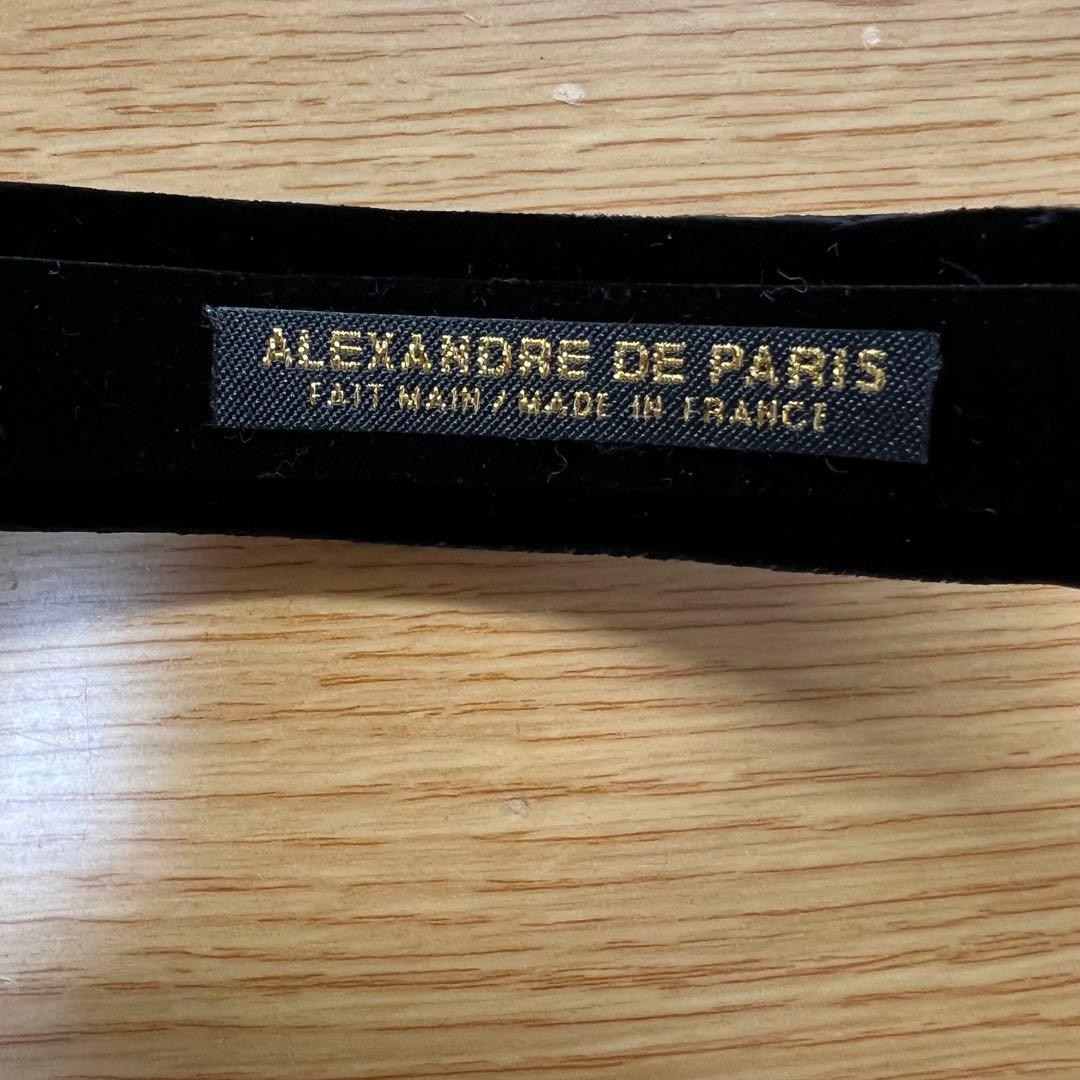 ALEXANDRE DE PARIS
FAIT MAIN / MADE IN FRANCE